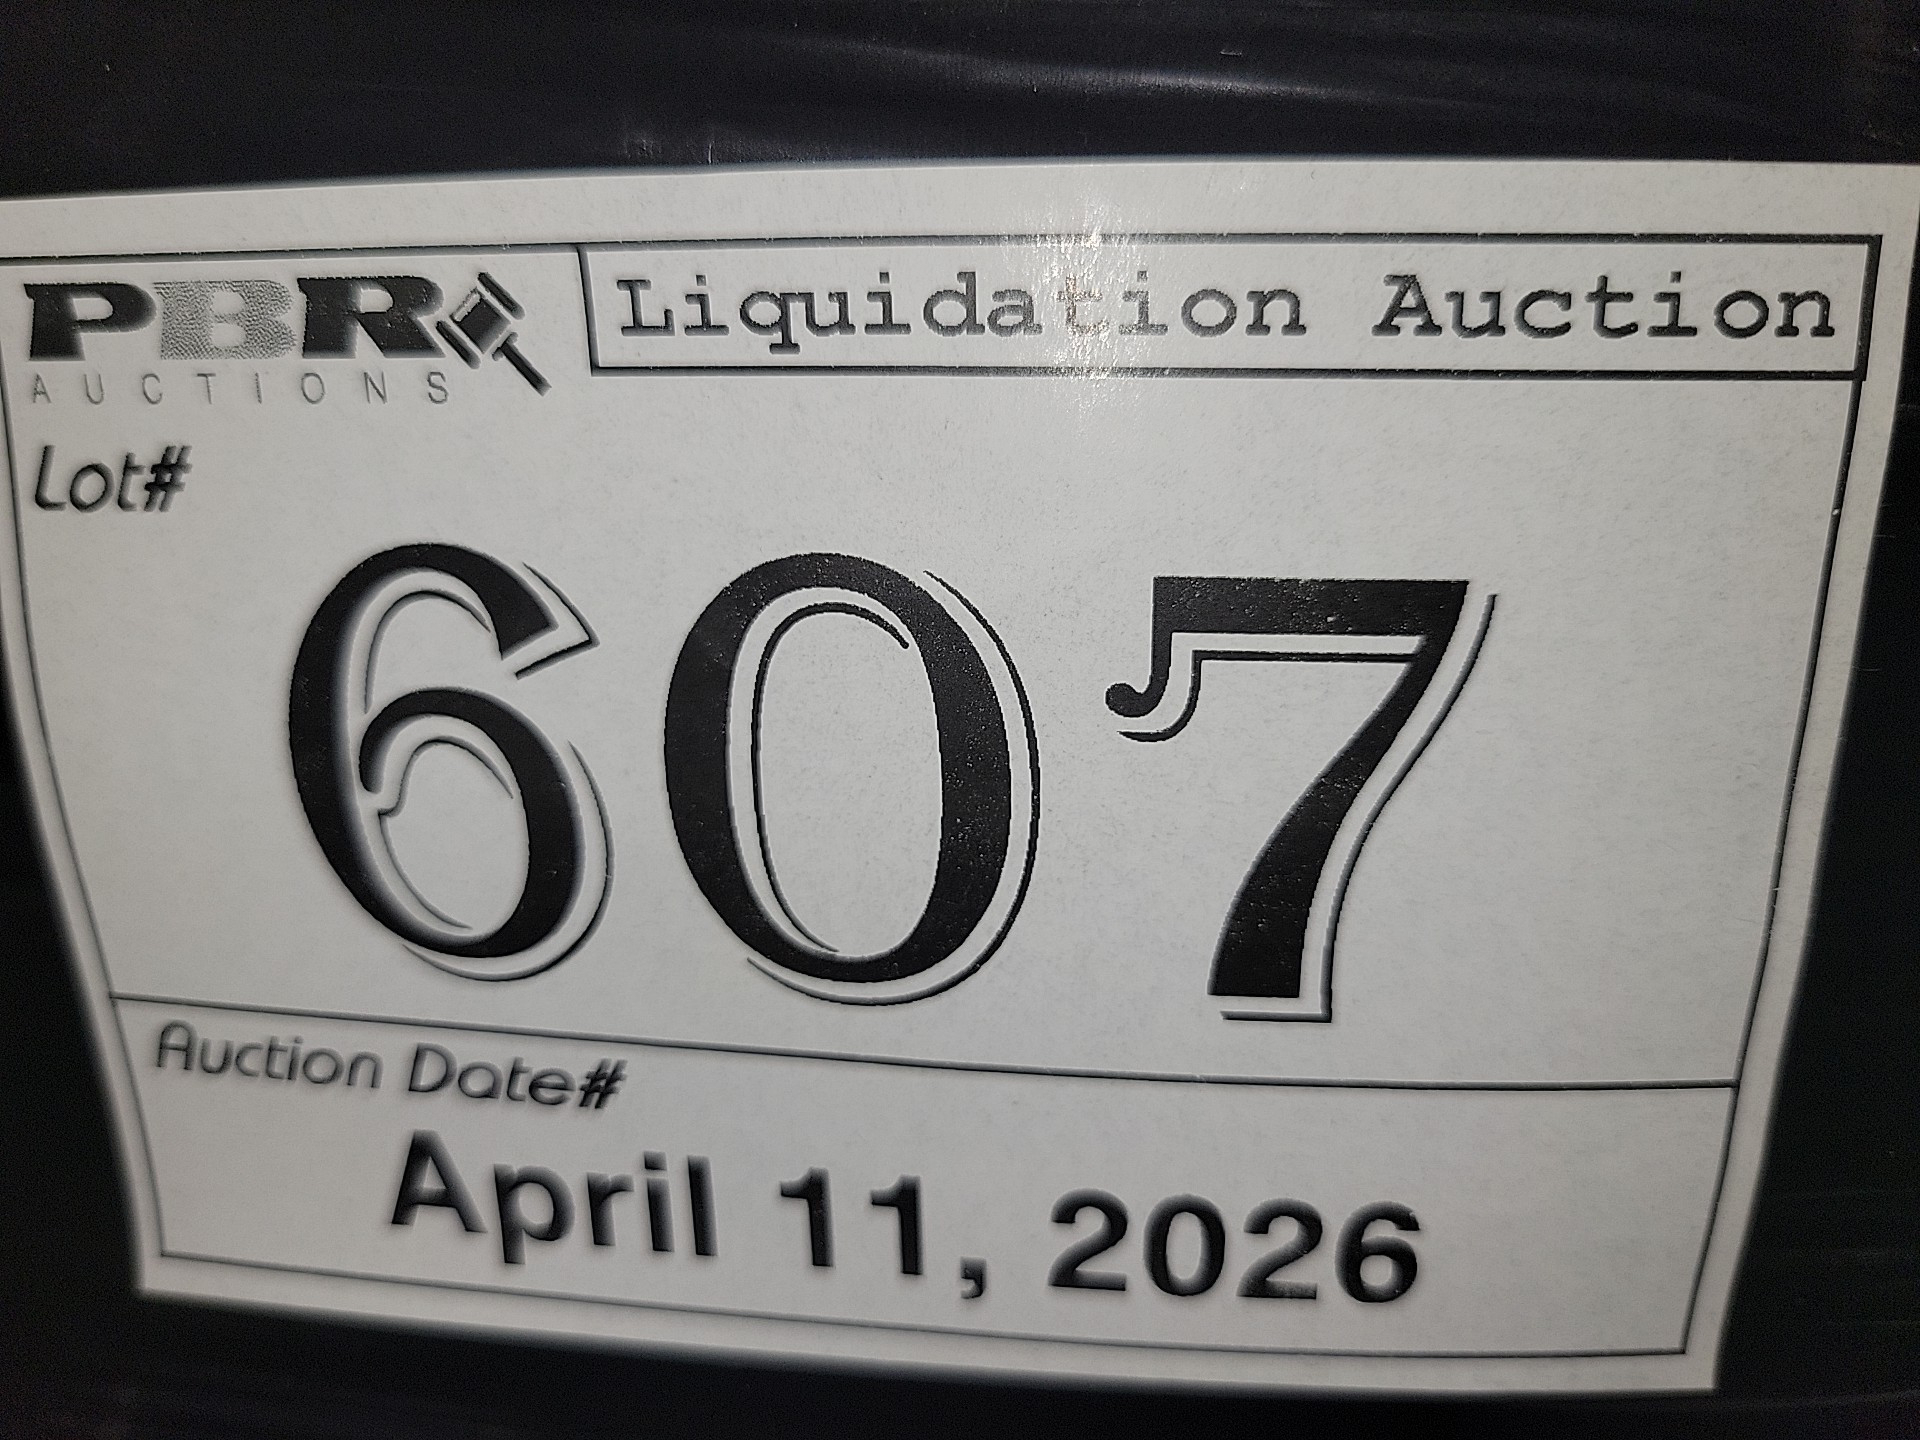 PBR
AUCTIONS
Liquidation Auction
Lot#
607
Auction Date#
April 11, 2026